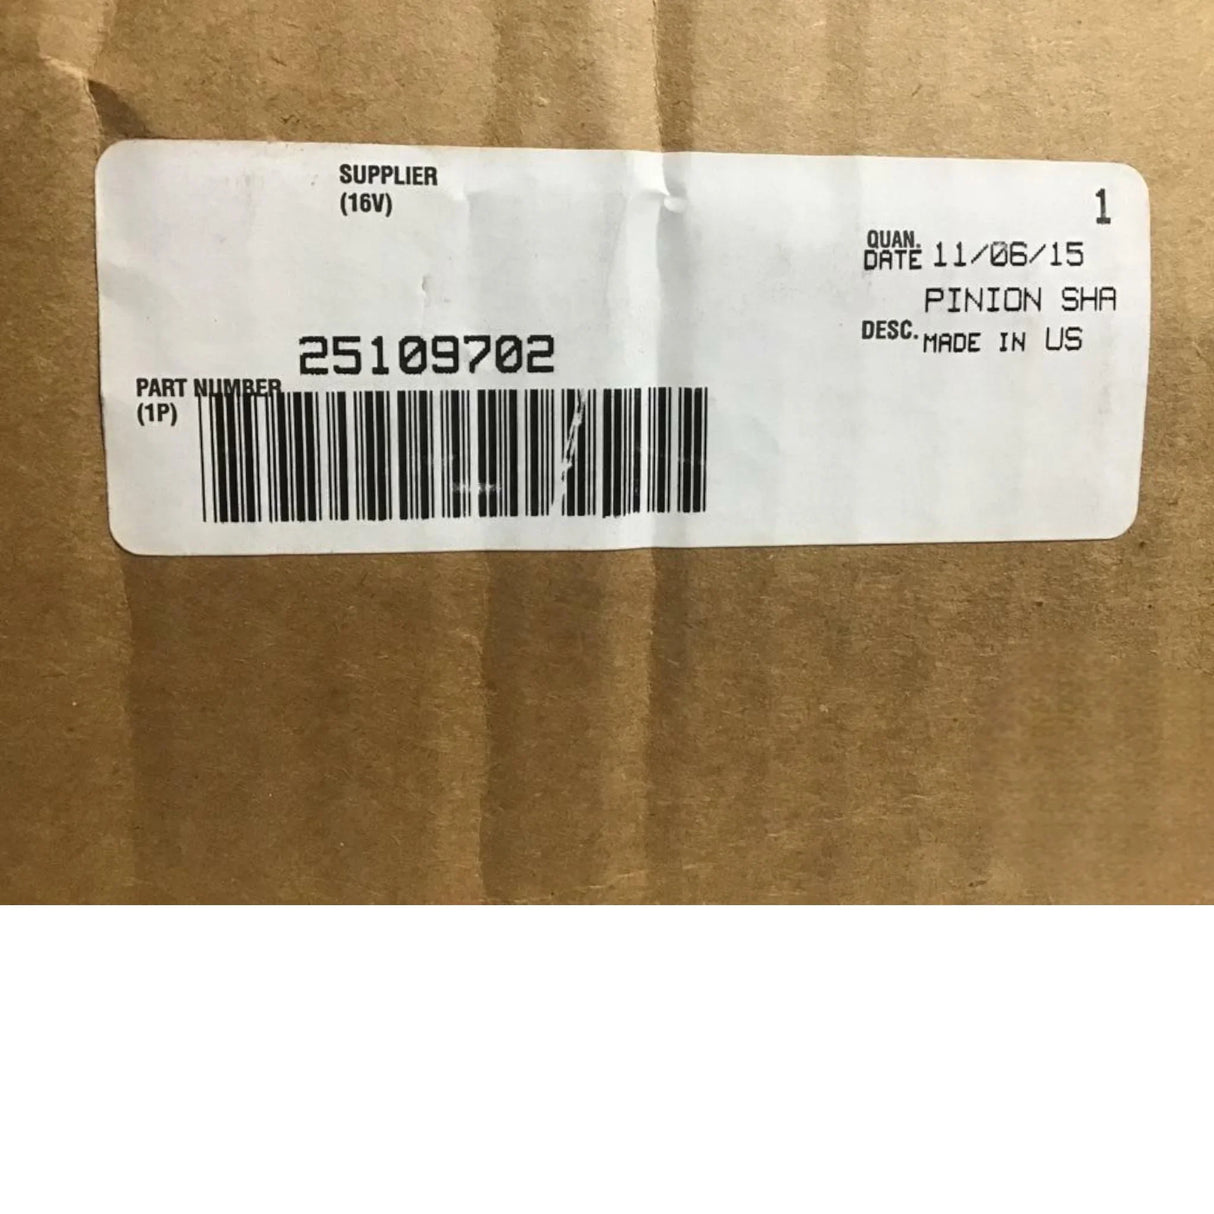 SUPPLIER
(16V)
1
QUAN.
DATE 11/06/15
PINION SHA
DESC. MADE IN US
25109702
PART NUMBER
(1P)